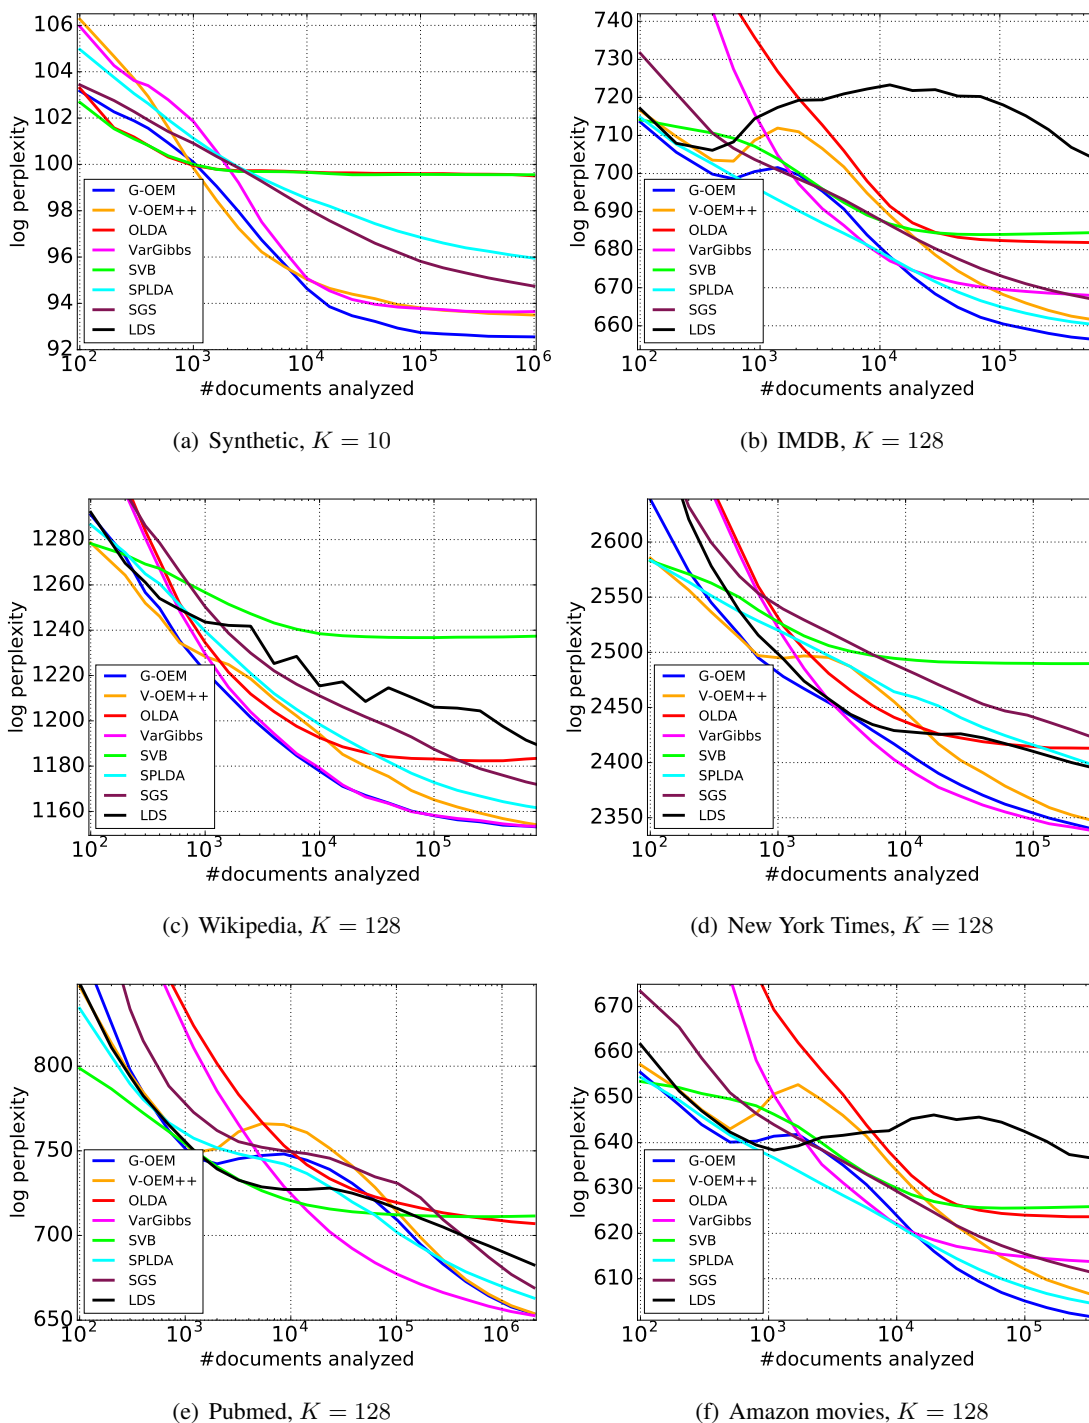 106
104
102
100
98
96
94
92
log perplexity
G-OEM
V-OEM++
OLDA
VarGibbs
SVB
SPLDA
SGS
LDS
10^2 10^3 10^4 10^5 10^6
#documents analyzed
(a) Synthetic, K = 10
740
730
720
710
700
690
680
670
660
log perplexity
G-OEM
V-OEM++
OLDA
VarGibbs
SVB
SPLDA
SGS
LDS
10^2 10^3 10^4 10^5
#documents analyzed
(b) IMDB, K = 128
1280
1260
1240
1220
1200
1180
1160
log perplexity
G-OEM
V-OEM++
OLDA
VarGibbs
SVB
SPLDA
SGS
LDS
10^2 10^3 10^4 10^5
#documents analyzed
(c) Wikipedia, K = 128
2600
2550
2500
2450
2400
2350
log perplexity
G-OEM
V-OEM++
OLDA
VarGibbs
SVB
SPLDA
SGS
LDS
10^2 10^3 10^4 10^5
#documents analyzed
(d) New York Times, K = 128
800
750
700
650
log perplexity
G-OEM
V-OEM++
OLDA
VarGibbs
SVB
SPLDA
SGS
LDS
10^2 10^3 10^4 10^5 10^6
#documents analyzed
(e) Pubmed, K = 128
670
660
650
640
630
620
610
log perplexity
G-OEM
V-OEM++
OLDA
VarGibbs
SVB
SPLDA
SGS
LDS
10^2 10^3 10^4 10^5
#documents analyzed
(f) Amazon movies, K = 128